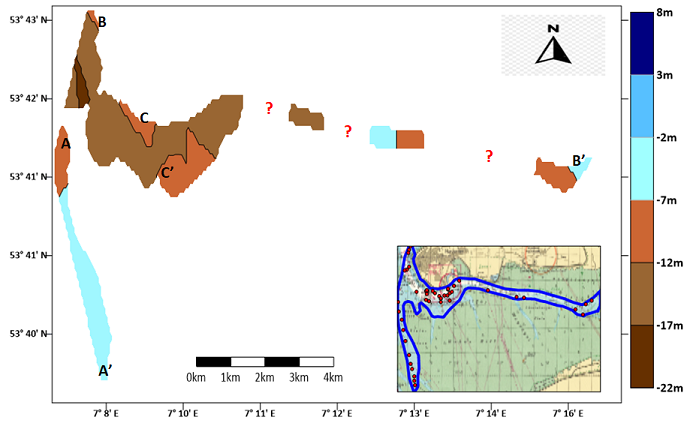 53° 43' N
53° 42' N
53° 41' N
53° 41' N
53° 40' N
B
C
A
C'
A'
?
?
?
B'
N
8m
3m
-2m
-7m
-12m
-17m
-22m
0km 1km 2km 3km 4km
7° 8' E 7° 10' E 7° 11' E 7° 12' E 7° 13' E 7° 14' E 7° 16' E